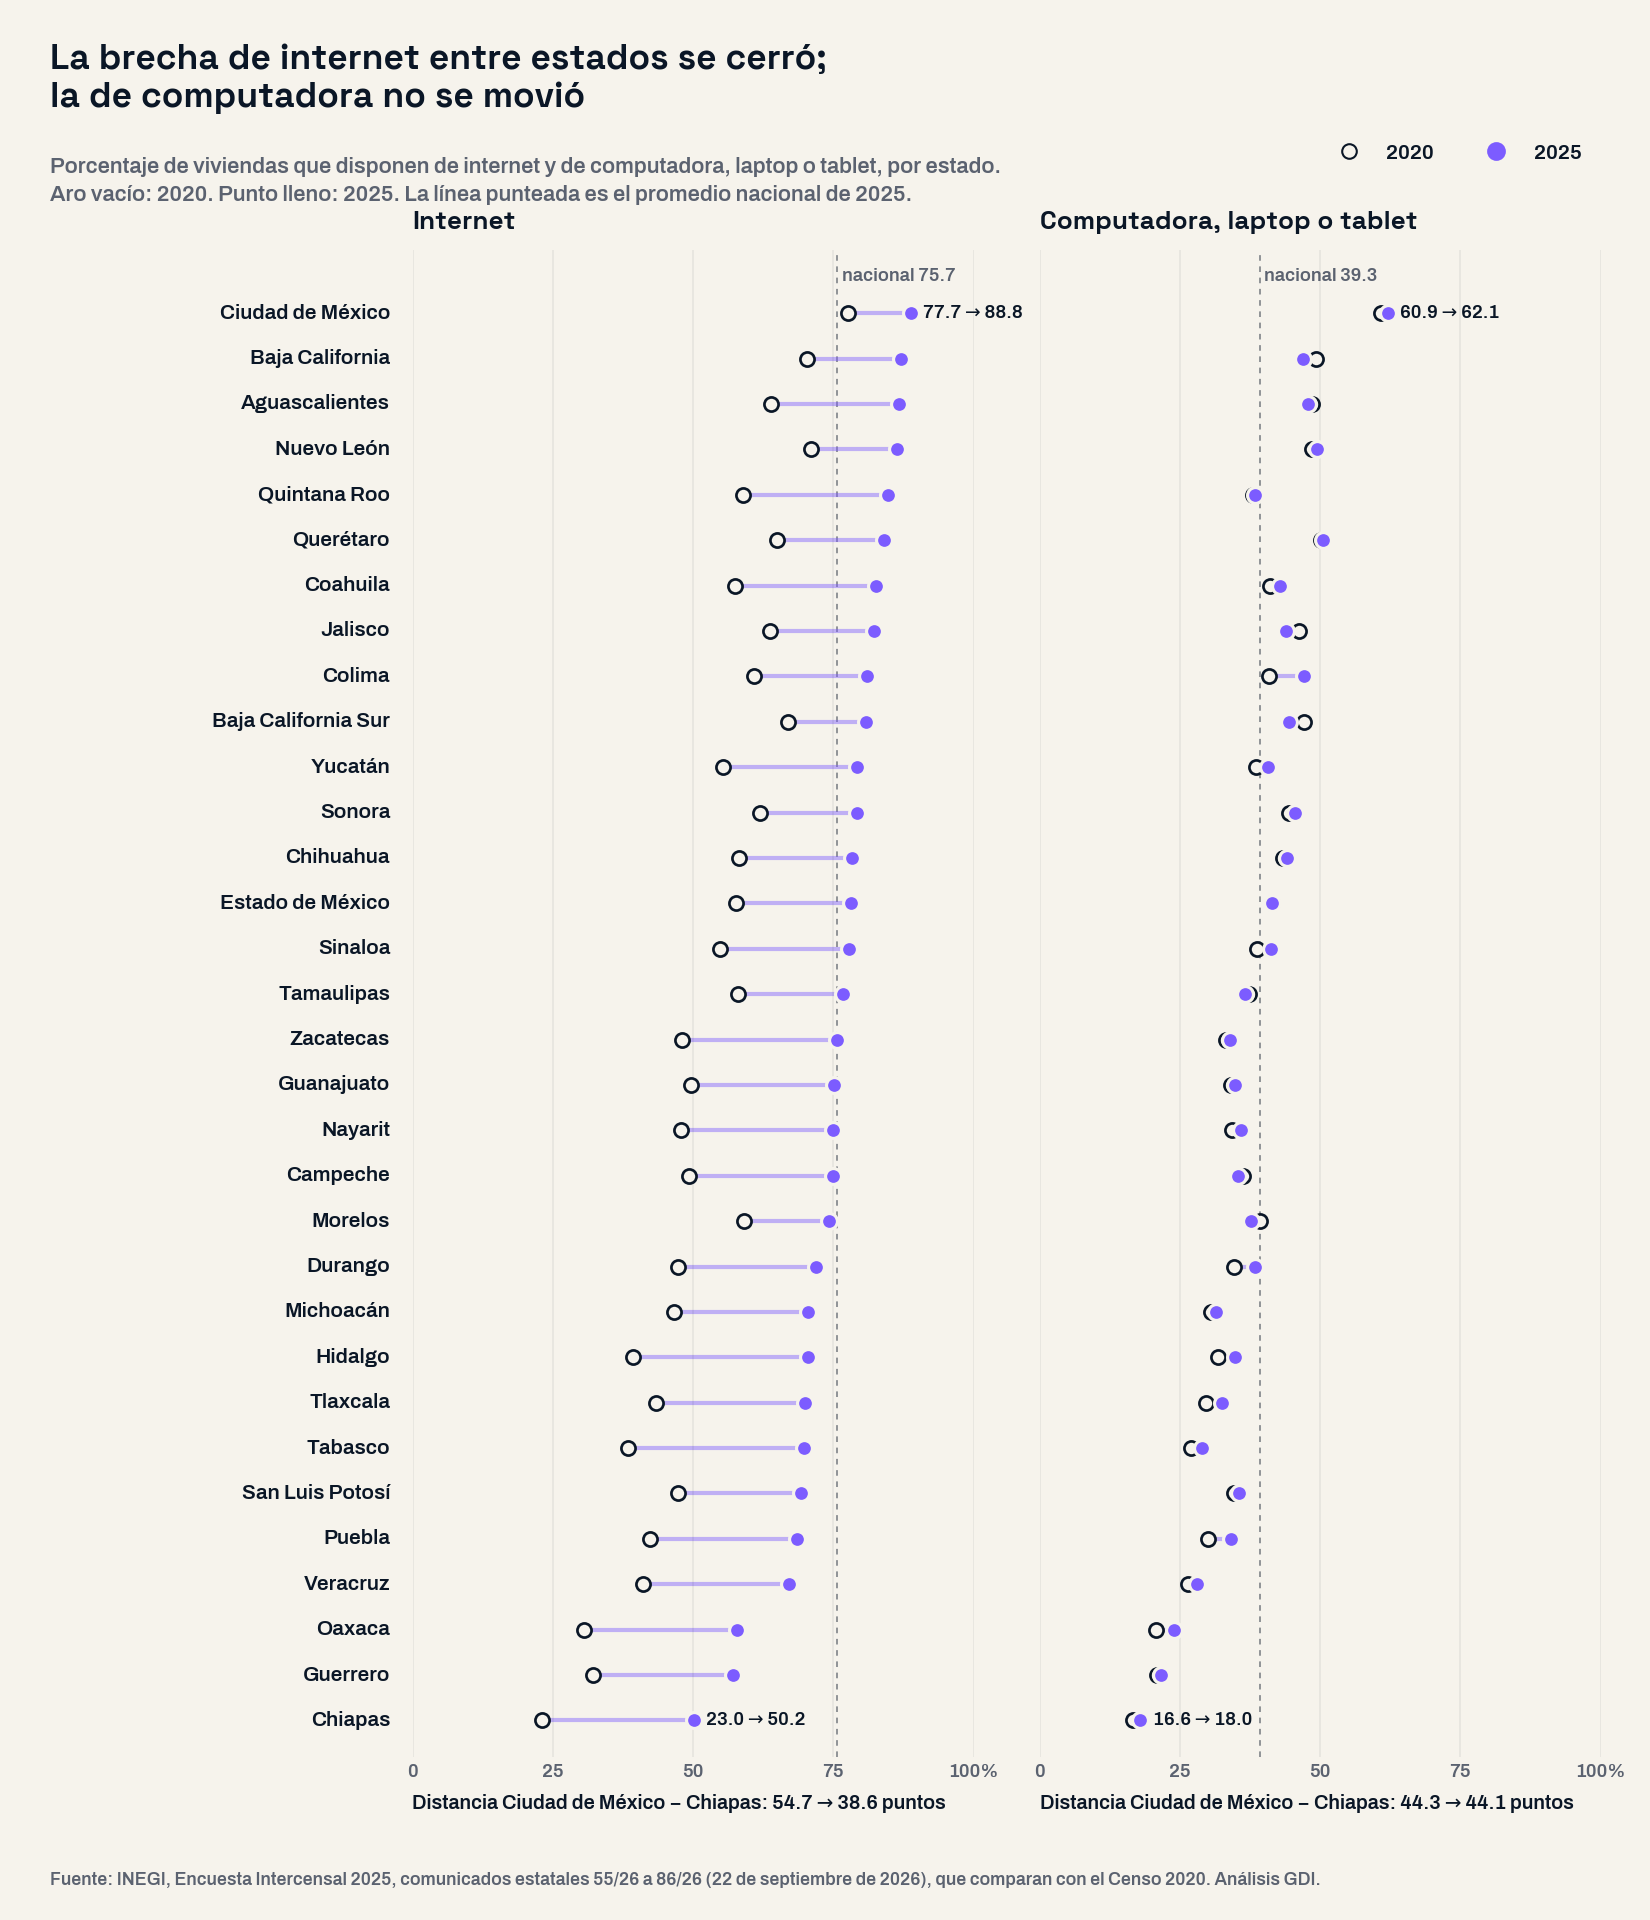 La brecha de internet entre estados se cerró;
la de computadora no se movió
Porcentaje de viviendas que disponen de internet y de computadora, laptop o tablet, por estado.
Aro vacío: 2020. Punto lleno: 2025. La línea punteada es el promedio nacional de 2025.
2020 2025
Internet Computadora, laptop o tablet
nacional 75.7 nacional 39.3
Ciudad de México 77.7 → 88.8 60.9 → 62.1
Baja California
Aguascalientes
Nuevo León
Quintana Roo
Querétaro
Coahuila
Jalisco
Colima
Baja California Sur
Yucatán
Sonora
Chihuahua
Estado de México
Sinaloa
Tamaulipas
Zacatecas
Guanajuato
Nayarit
Campeche
Morelos
Durango
Michoacán
Hidalgo
Tlaxcala
Tabasco
San Luis Potosí
Puebla
Veracruz
Oaxaca
Guerrero
Chiapas 23.0 → 50.2 16.6 → 18.0
0 25 50 75 100% 0 25 50 75 100%
Distancia Ciudad de México – Chiapas: 54.7 → 38.6 puntos Distancia Ciudad de México – Chiapas: 44.3 → 44.1 puntos
Fuente: INEGI, Encuesta Intercensal 2025, comunicados estatales 55/26 a 86/26 (22 de septiembre de 2026), que comparan con el Censo 2020. Análisis GDI.